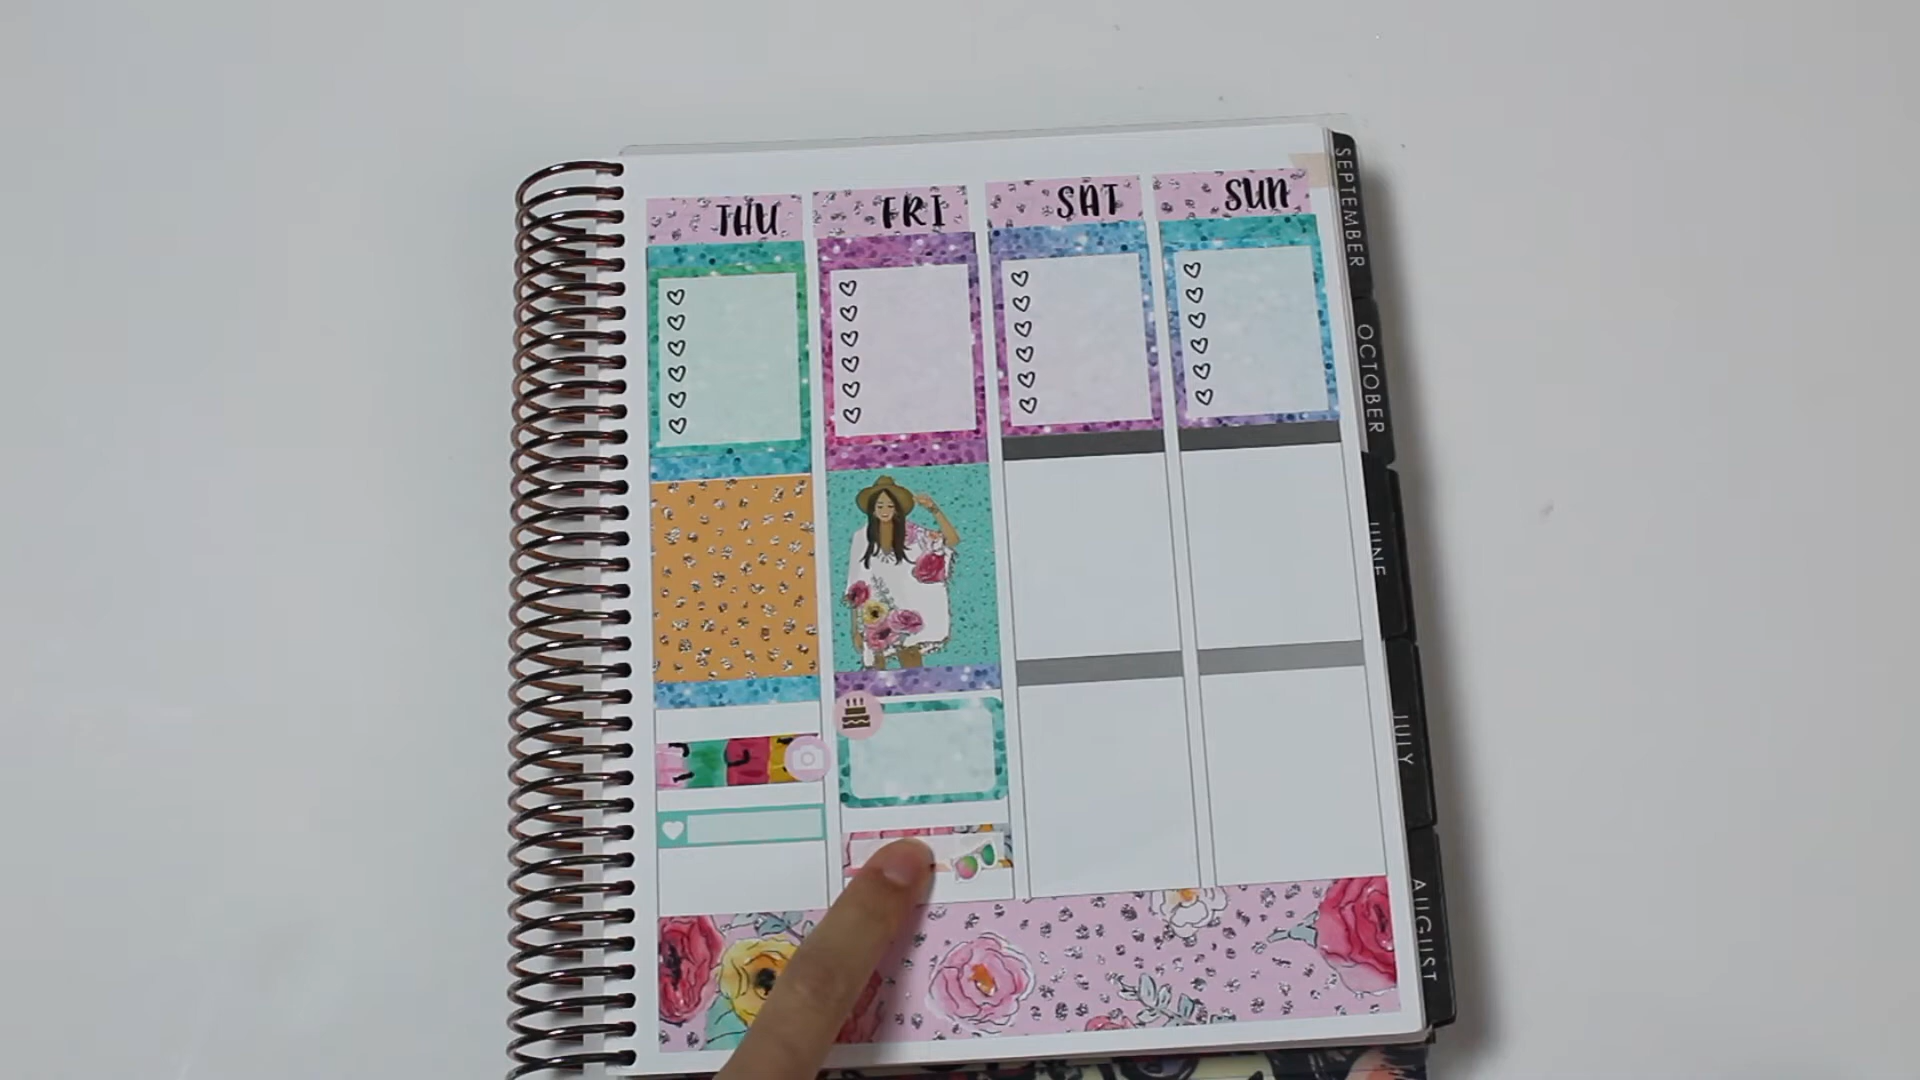 THU FRI SAT SUN
SEPTEMBER
OCTOBER
JUNE
JULY
AUGUST